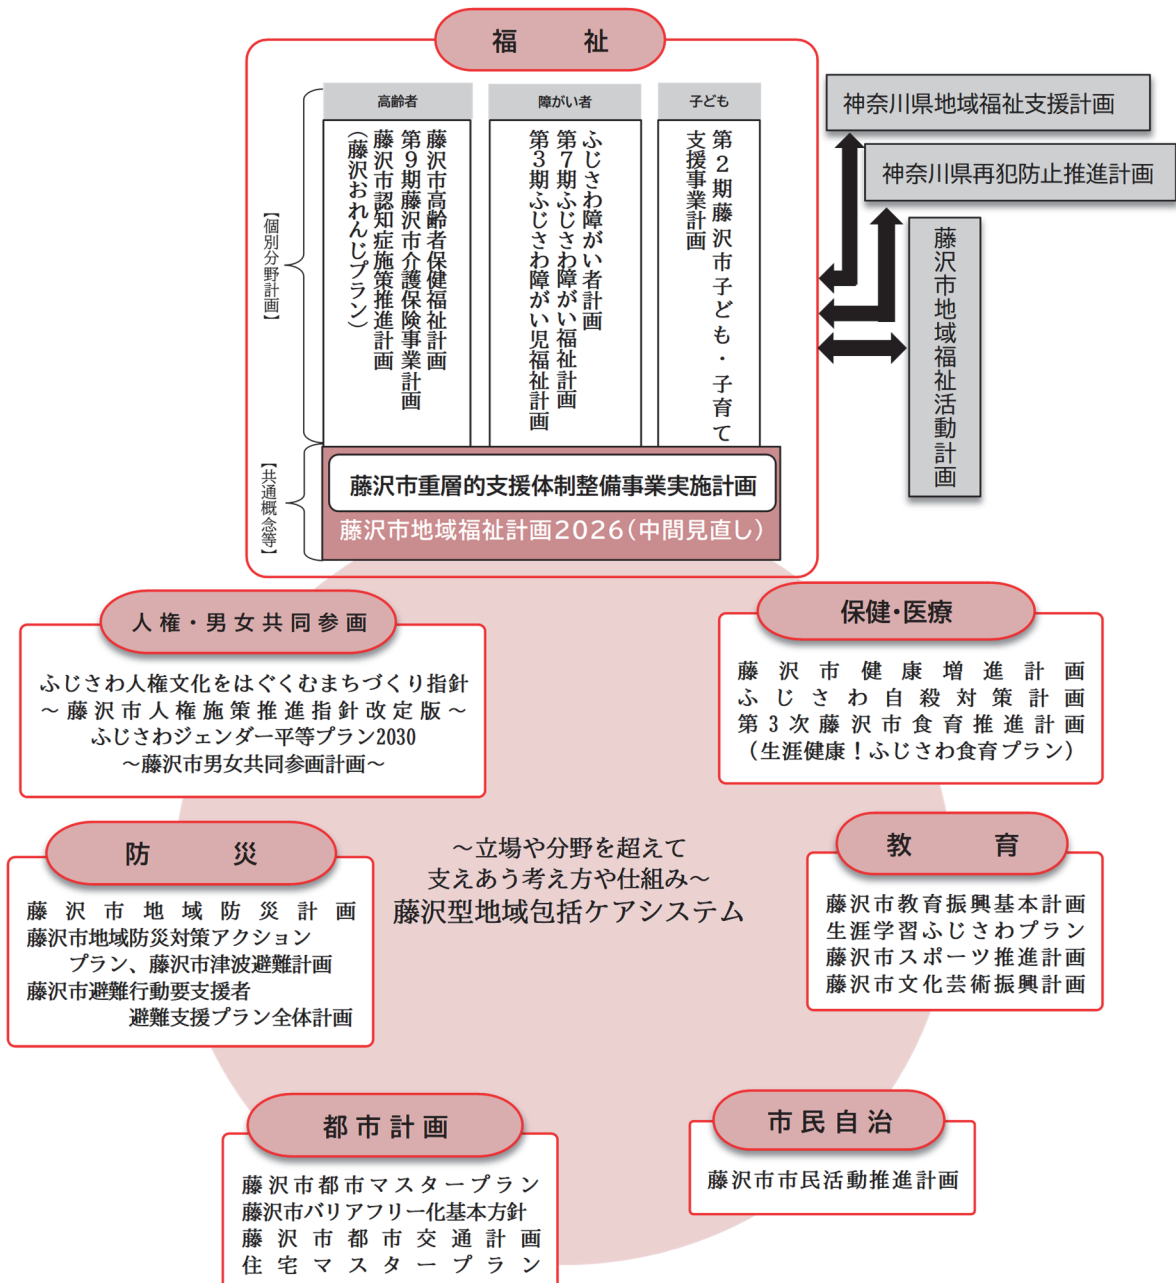 福 祉
高齢者
藤沢市高齢者保健福祉計画
第9期藤沢市介護保険事業計画
藤沢市認知症施策推進計画
（藤沢おれんじプラン）
障がい者
ふじさわ障がい者計画
第7期ふじさわ障がい福祉計画
第3期ふじさわ障がい児福祉計画
子ども
第2期藤沢市子ども・子育て
支援事業計画
【個別分野計画】
【共通概念等】
藤沢市重層的支援体制整備事業実施計画
藤沢市地域福祉計画2026(中間見直し)
神奈川県地域福祉支援計画
神奈川県再犯防止推進計画
藤沢市地域福祉活動計画
人権・男女共同参画
ふじさわ人権文化をはぐくむまちづくり指針
～藤沢市人権施策推進指針改定版～
ふじさわジェンダー平等プラン2030
～藤沢市男女共同参画計画～
保健・医療
藤沢市健康増進計画
ふじさわ自殺対策計画
第3次藤沢市食育推進計画
（生涯健康！ふじさわ食育プラン）
防 災
藤沢市地域防災計画
藤沢市地域防災対策アクション
プラン、藤沢市津波避難計画
藤沢市避難行動要支援者
避難支援プラン全体計画
～立場や分野を超えて
支えあう考え方や仕組み～
藤沢型地域包括ケアシステム
教 育
藤沢市教育振興基本計画
生涯学習ふじさわプラン
藤沢市スポーツ推進計画
藤沢市文化芸術振興計画
都市計画
藤沢市都市マスタープラン
藤沢市バリアフリー化基本方針
藤沢市都市交通計画
住宅マスタープラン
市民自治
藤沢市市民活動推進計画